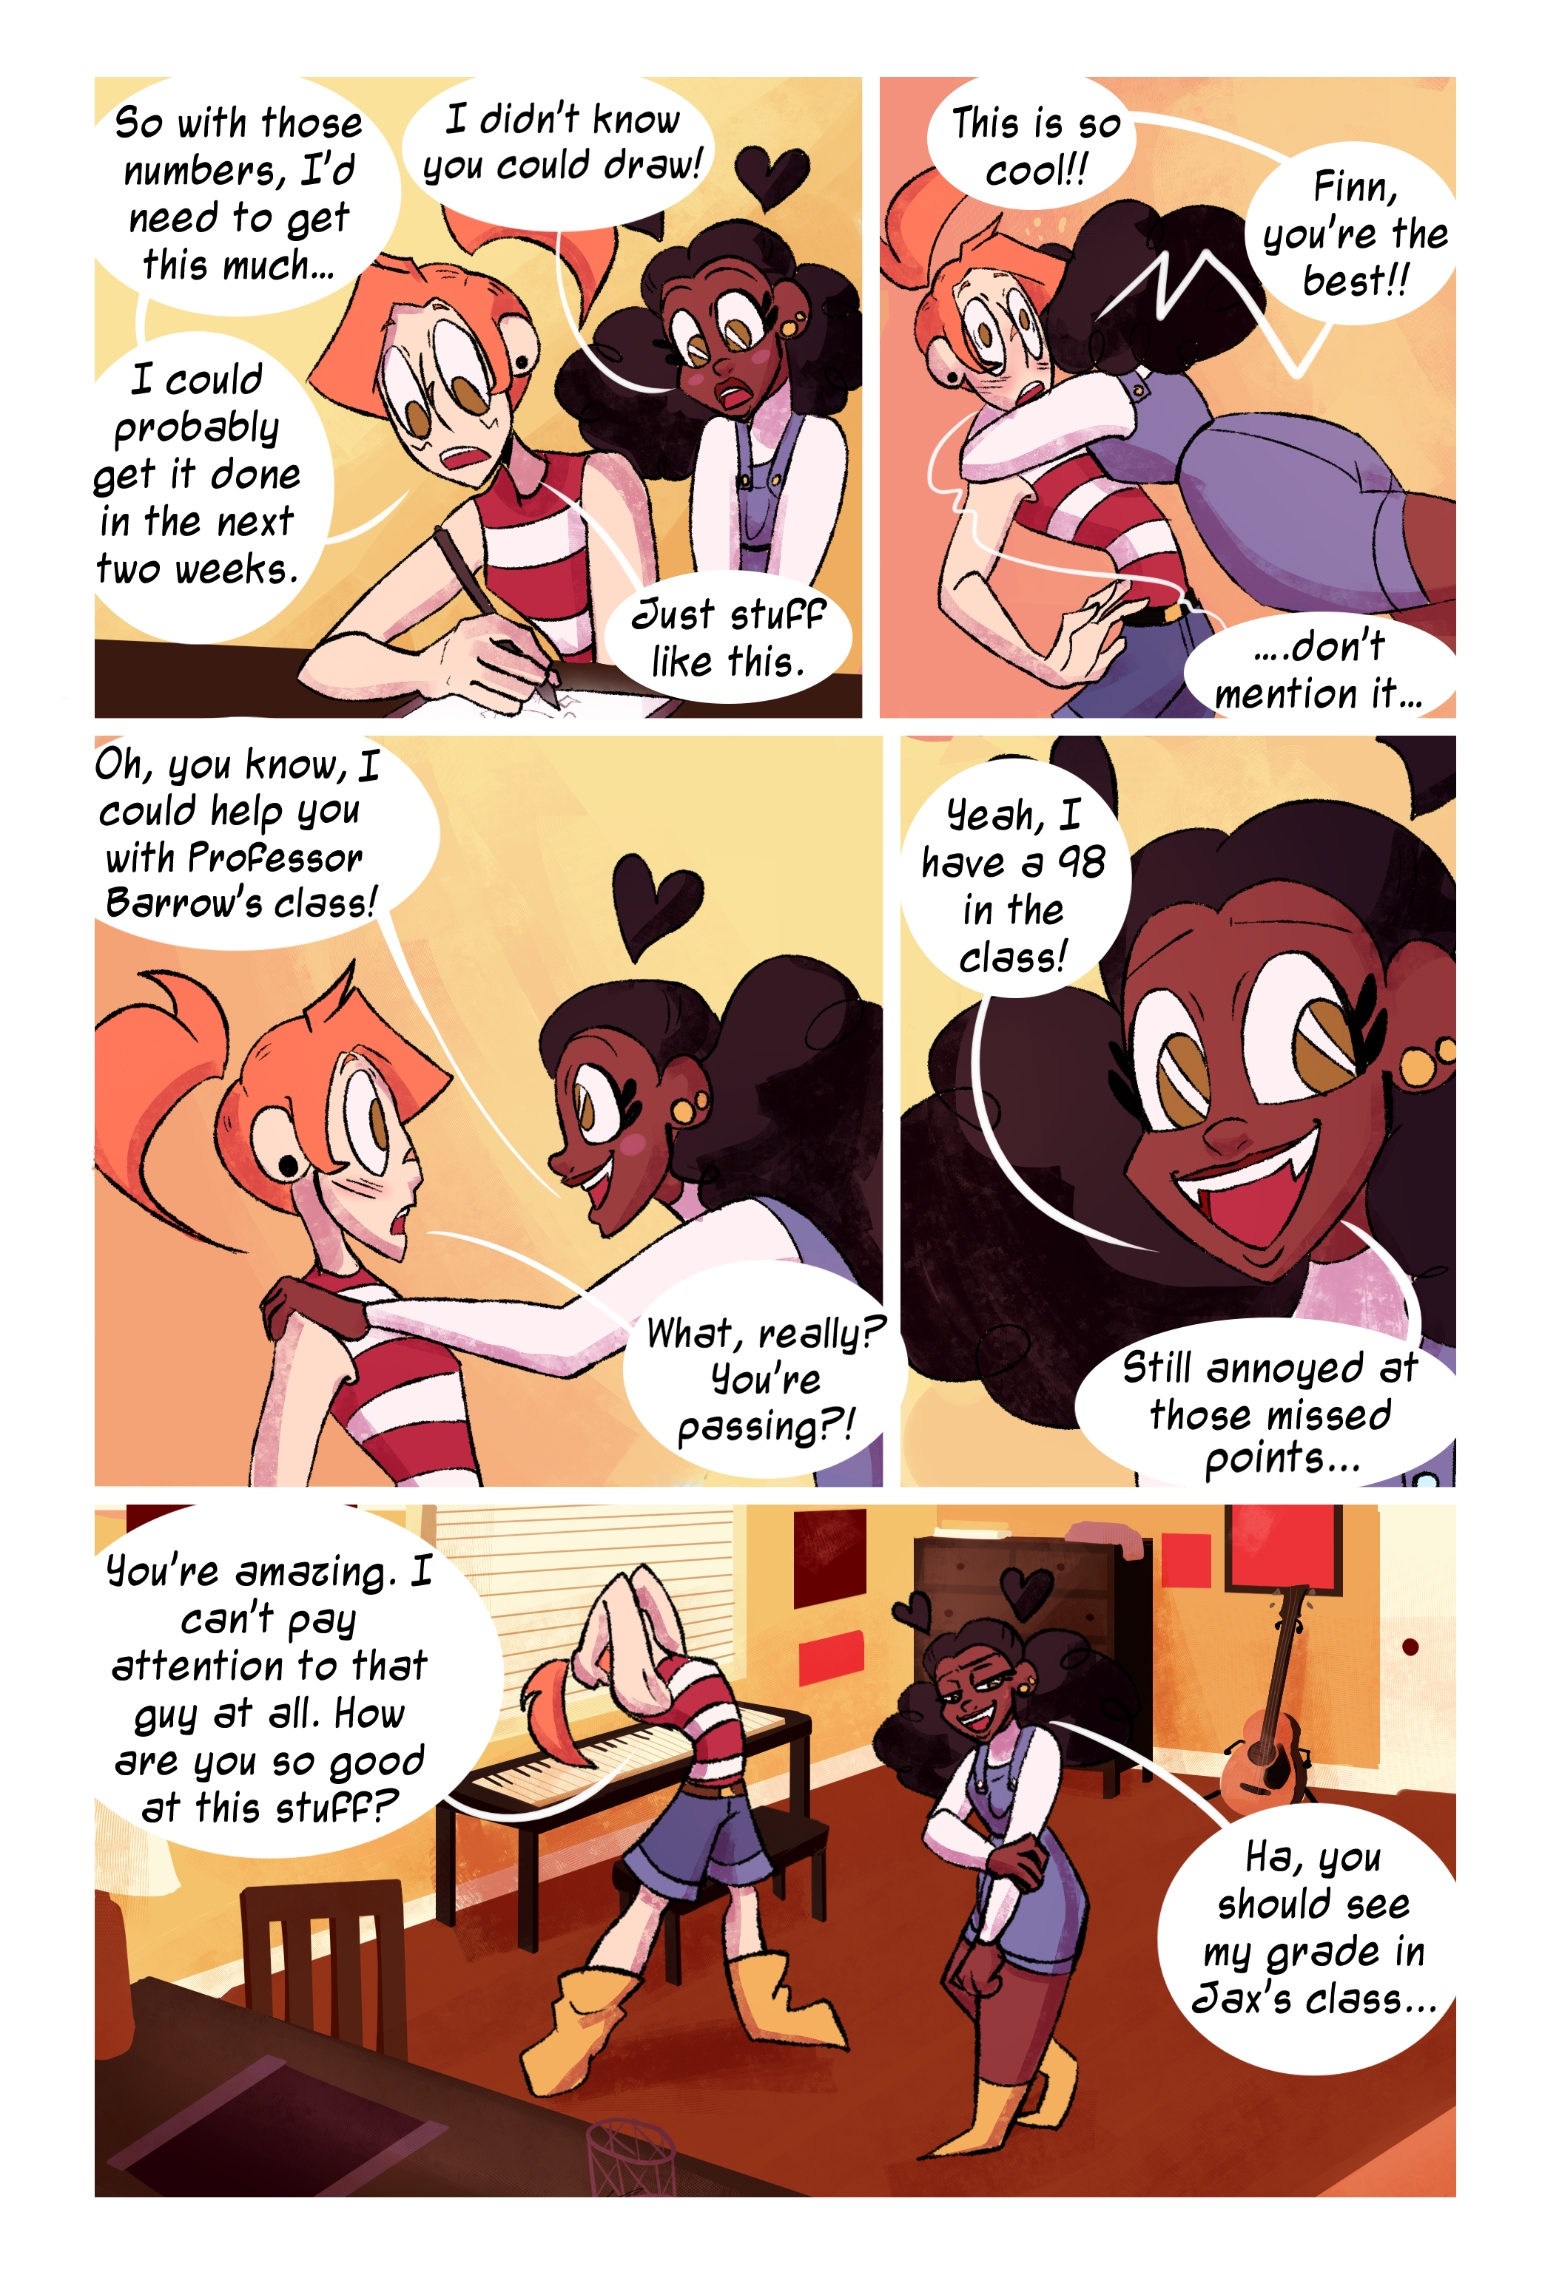 So with those
numbers, I'd
need to get
this much...
I could
probably
get it done
in the next
two weeks.
I didn't know
you could draw!
Just stuff
like this.
This is so
cool!!
Finn,
you're the
best!!
....don't
mention it...
Oh, you know, I
could help you
with Professor
Barrow's class!
What, really?
You're
passing?!
Yeah, I
have a 98
in the
class!
Still annoyed at
those missed
points...
You're amazing. I
can't pay
attention to that
guy at all. How
are you so good
at this stuff?
Ha, you
should see
my grade in
Jax's class...